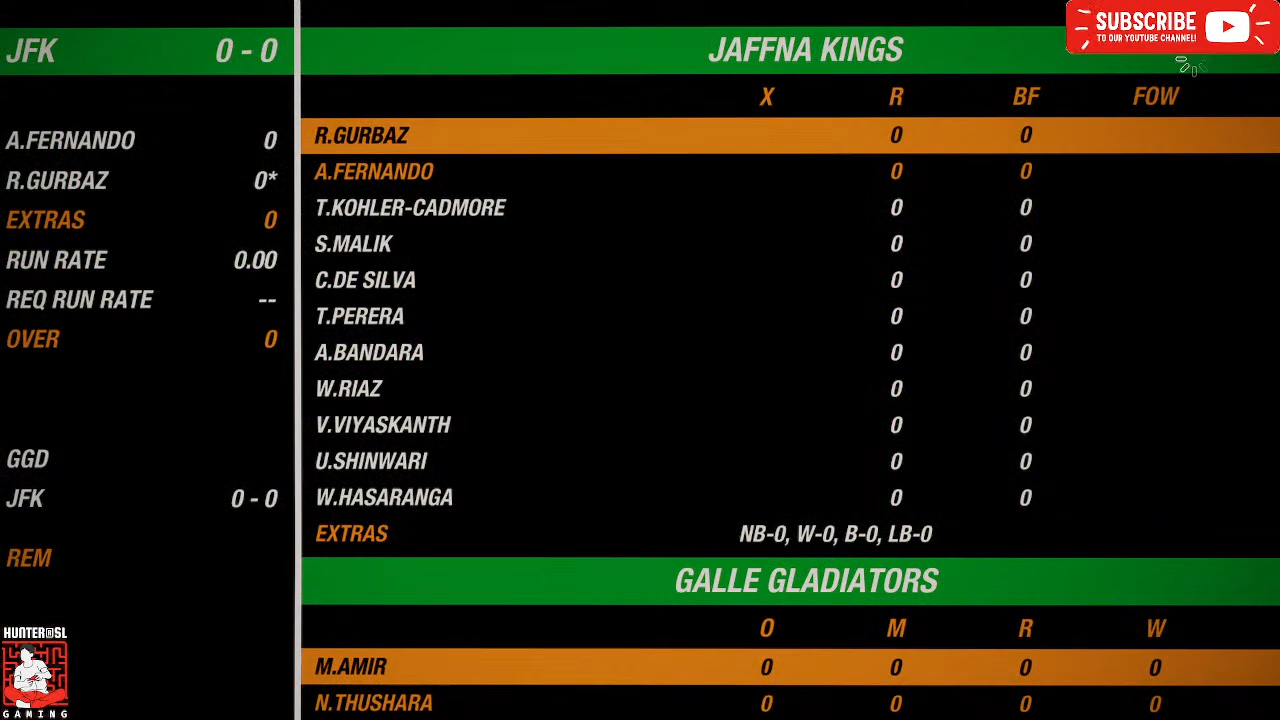 JFK 0 - 0
A.FERNANDO 0
R.GURBAZ 0*
EXTRAS 0
RUN RATE 0.00
REQ RUN RATE --
OVER 0
GGD
JFK 0 - 0
REM
HUNTER@SL
GAMING
SUBSCRIBE
TO OUR YOUTUBE CHANNEL!
JAFFNA KINGS
X R BF FOW
R.GURBAZ 0 0
A.FERNANDO 0 0
T.KOHLER-CADMORE 0 0
S.MALIK 0 0
C.DE SILVA 0 0
T.PERERA 0 0
A.BANDARA 0 0
W.RIAZ 0 0
V.VIYASKANTH 0 0
U.SHINWARI 0 0
W.HASARANGA 0 0
EXTRAS NB-0, W-0, B-0, LB-0
GALLE GLADIATORS
O M R W
M.AMIR 0 0 0 0
N.THUSHARA 0 0 0 0